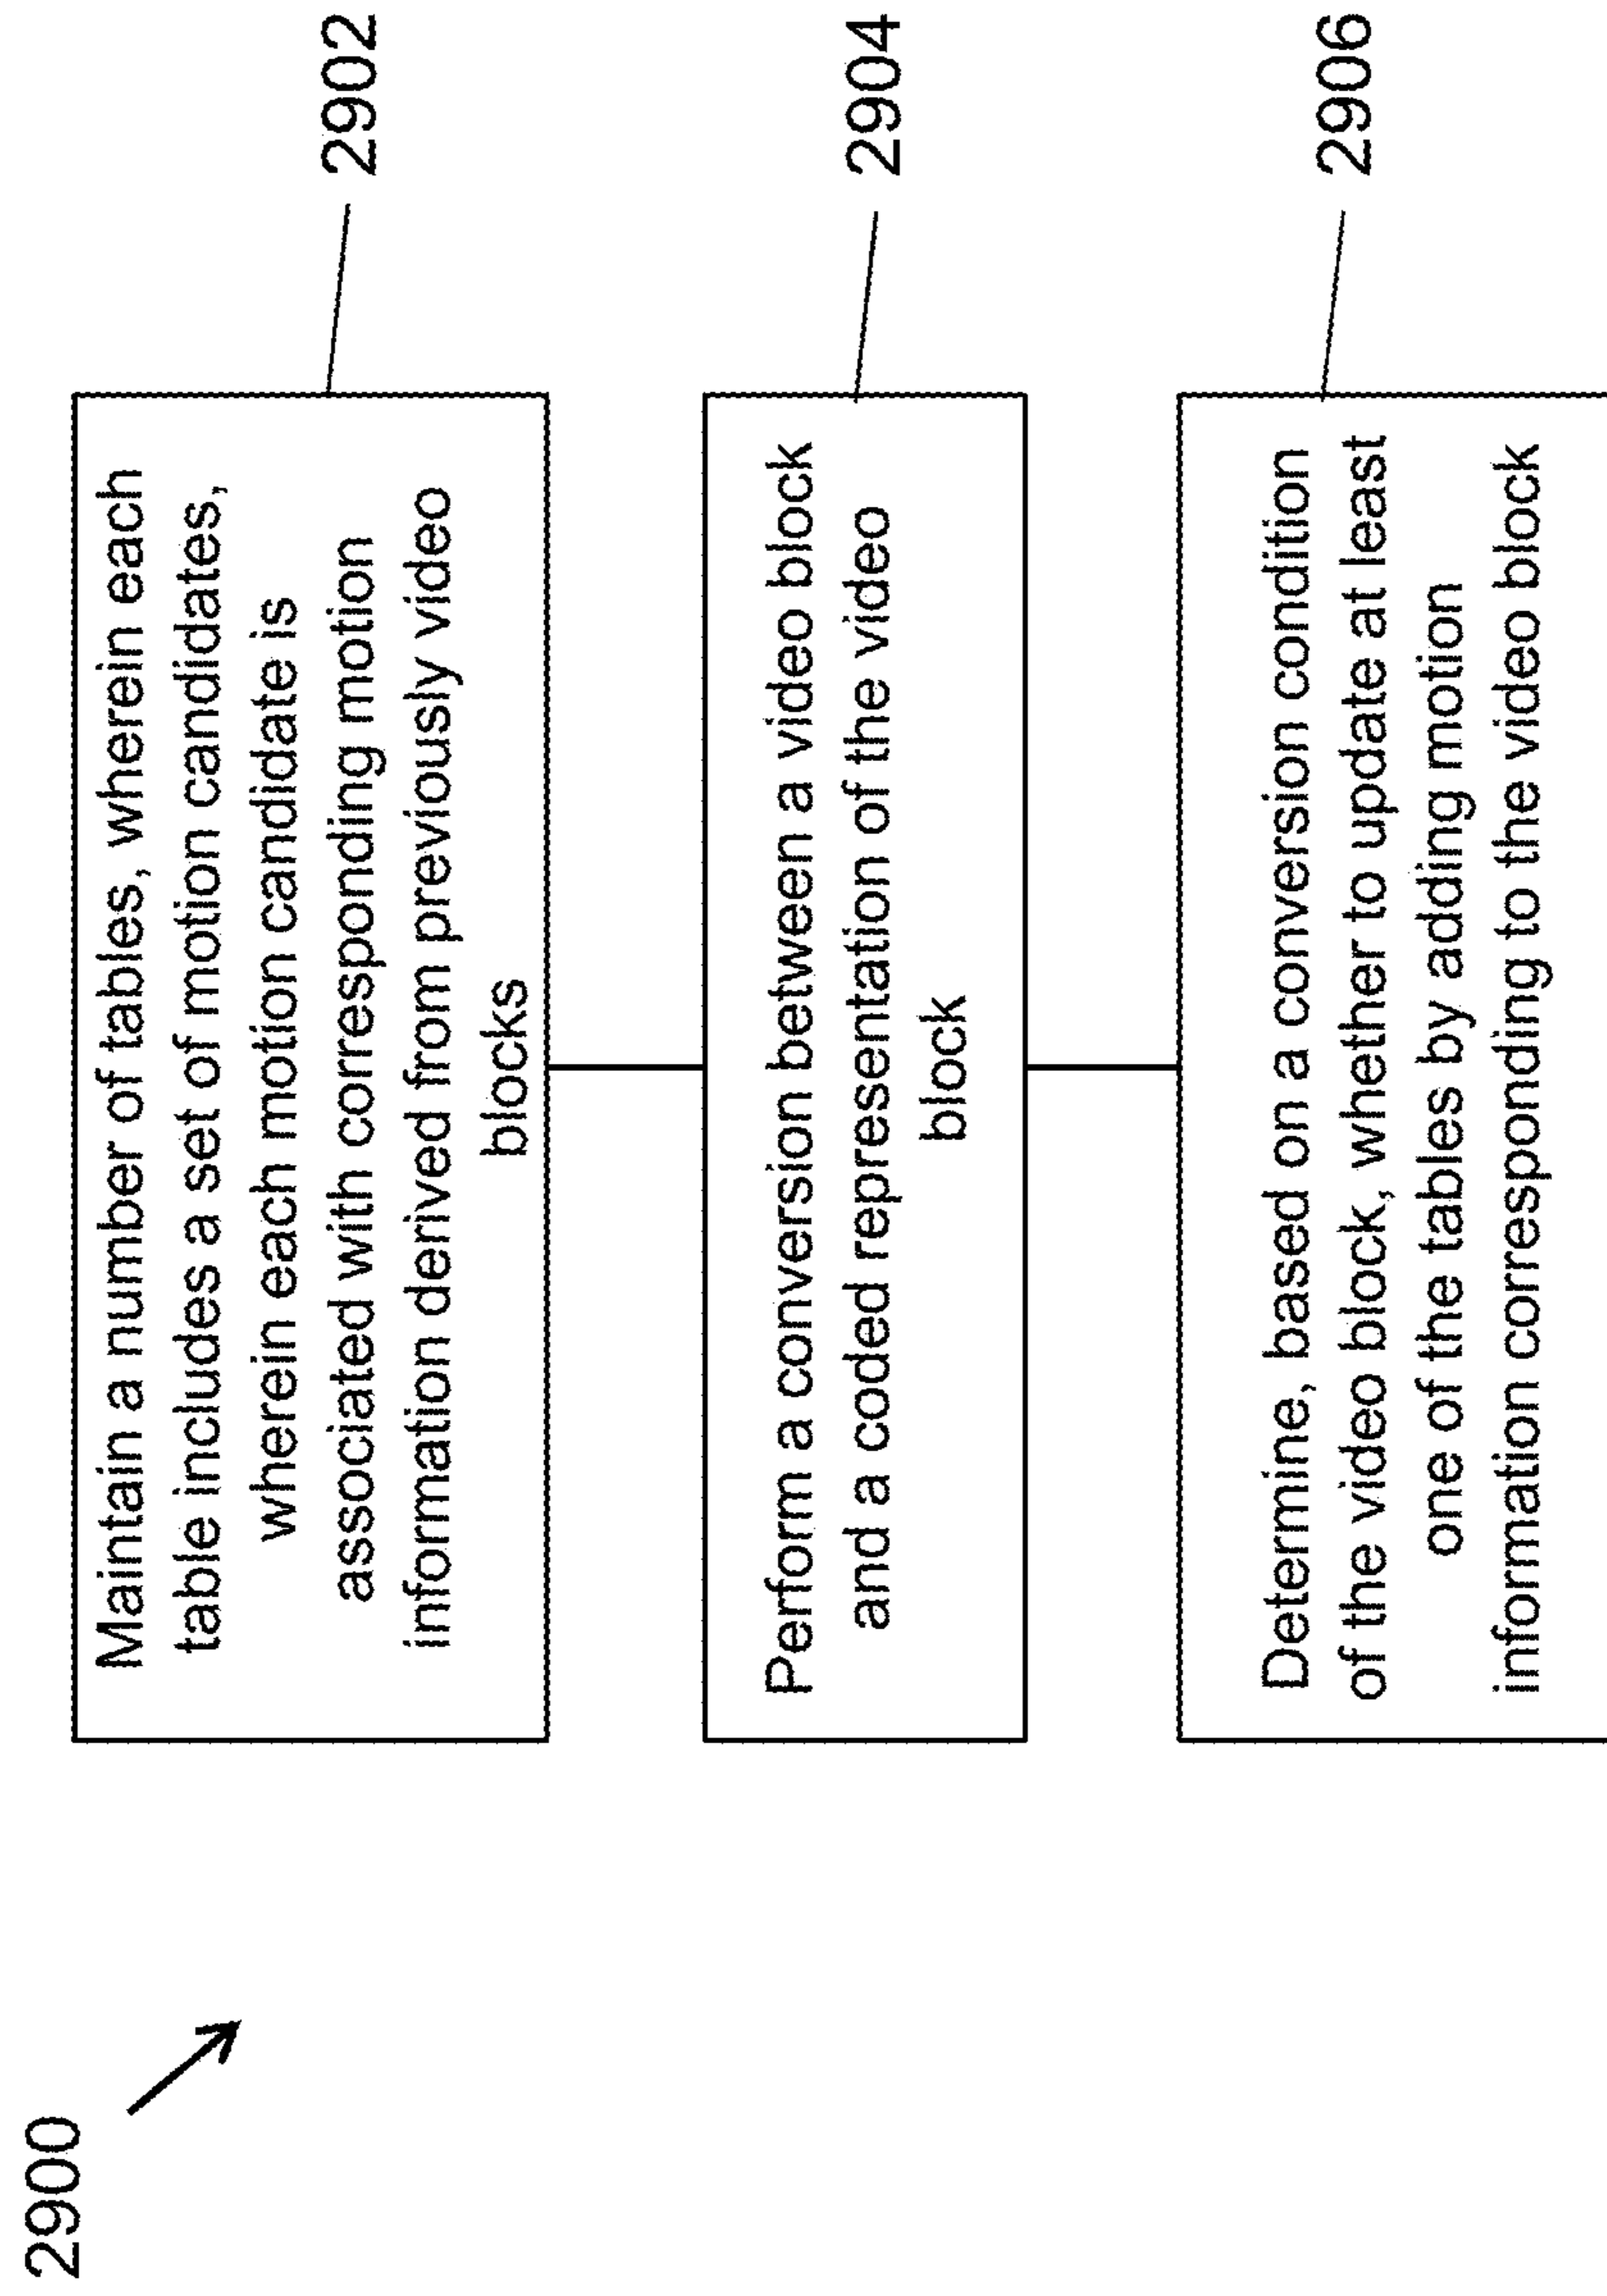 2900
Maintain a number of tables, wherein each
table includes a set of motion candidates,
wherein each motion candidate is
associated with corresponding motion
information derived from previously video
blocks
2902
Perform a conversion between a video block
and a coded representation of the video
block
2904
Determine, based on a conversion condition
of the video block, whether to update at least
one of the tables by adding motion
information corresponding to the video block
2906